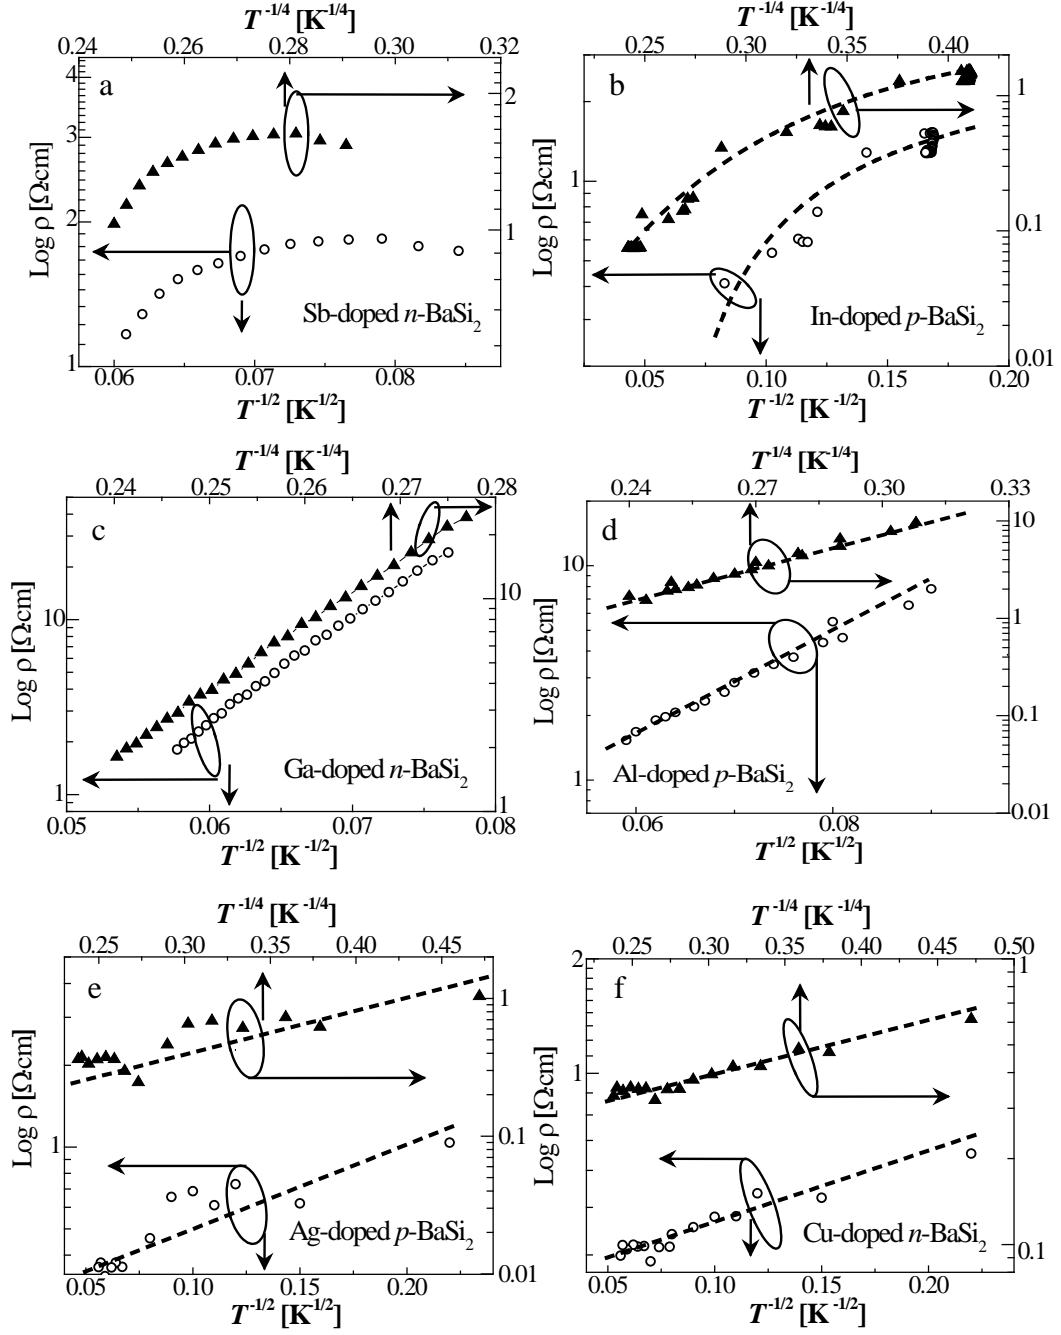 T^-1/4 [K^-1/4]
0.24 0.26 0.28 0.30 0.32
a
4
3
2
1
2
1
Log ρ [Ω·cm]
Sb-doped n-BaSi2
0.06 0.07 0.08
T^-1/2 [K^1/2]
T^-1/4 [K^-1/4]
0.25 0.30 0.35 0.40
b
1
1
0.1
0.01
Log ρ [Ω·cm]
In-doped p-BaSi2
0.05 0.10 0.15 0.20
T^-1/2 [K^-1/2]
T^-1/4 [K^-1/4]
0.24 0.25 0.26 0.27 0.28
c
10
1
10
1
Log ρ [Ω·cm]
Ga-doped n-BaSi2
0.05 0.06 0.07 0.08
T^-1/2 [K^-1/2]
T^1/4 [K^-1/4]
0.24 0.27 0.30 0.33
d
10
1
10
1
0.1
0.01
Log ρ [Ω·cm]
Al-doped p-BaSi2
0.06 0.08
T^1/2 [K^-1/2]
T^-1/4 [K^-1/4]
0.25 0.30 0.35 0.40 0.45
e
1
1
0.1
0.01
Log ρ [Ω·cm]
Ag-doped p-BaSi2
0.05 0.10 0.15 0.20
T^-1/2 [K^-1/2]
T^-1/4 [K^-1/4]
0.25 0.30 0.35 0.40 0.45 0.50
f
2
1
1
0.1
Log ρ [Ω·cm]
Cu-doped n-BaSi2
0.05 0.10 0.15 0.20
T^-1/2 [K^-1/2]